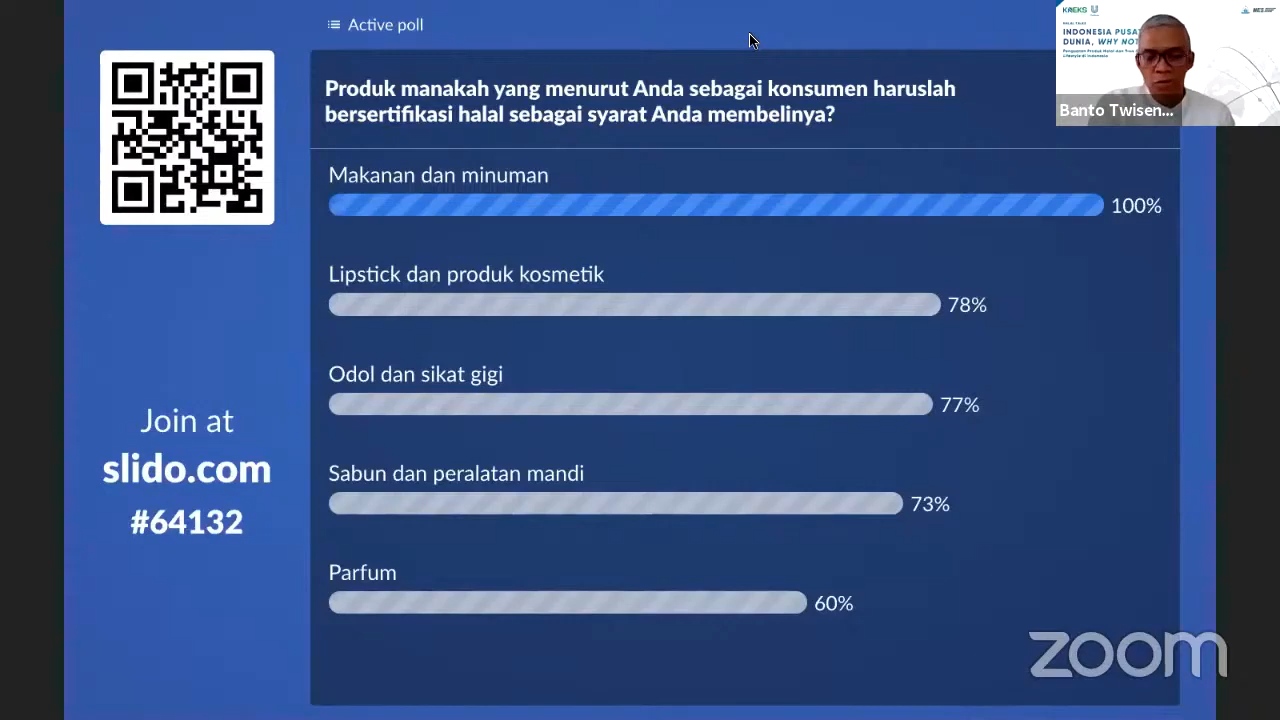 Active poll
Produk manakah yang menurut Anda sebagai konsumen haruslah
bersertifikasi halal sebagai syarat Anda membelinya?
Makanan dan minuman
100%
Lipstick dan produk kosmetik
78%
Odol dan sikat gigi
77%
Sabun dan peralatan mandi
73%
Parfum
60%
Join at
slido.com
#64132
KNEKS
INDONESIA PUSA
DUNIA, WHY NOT
Banto Twisen...
zoom